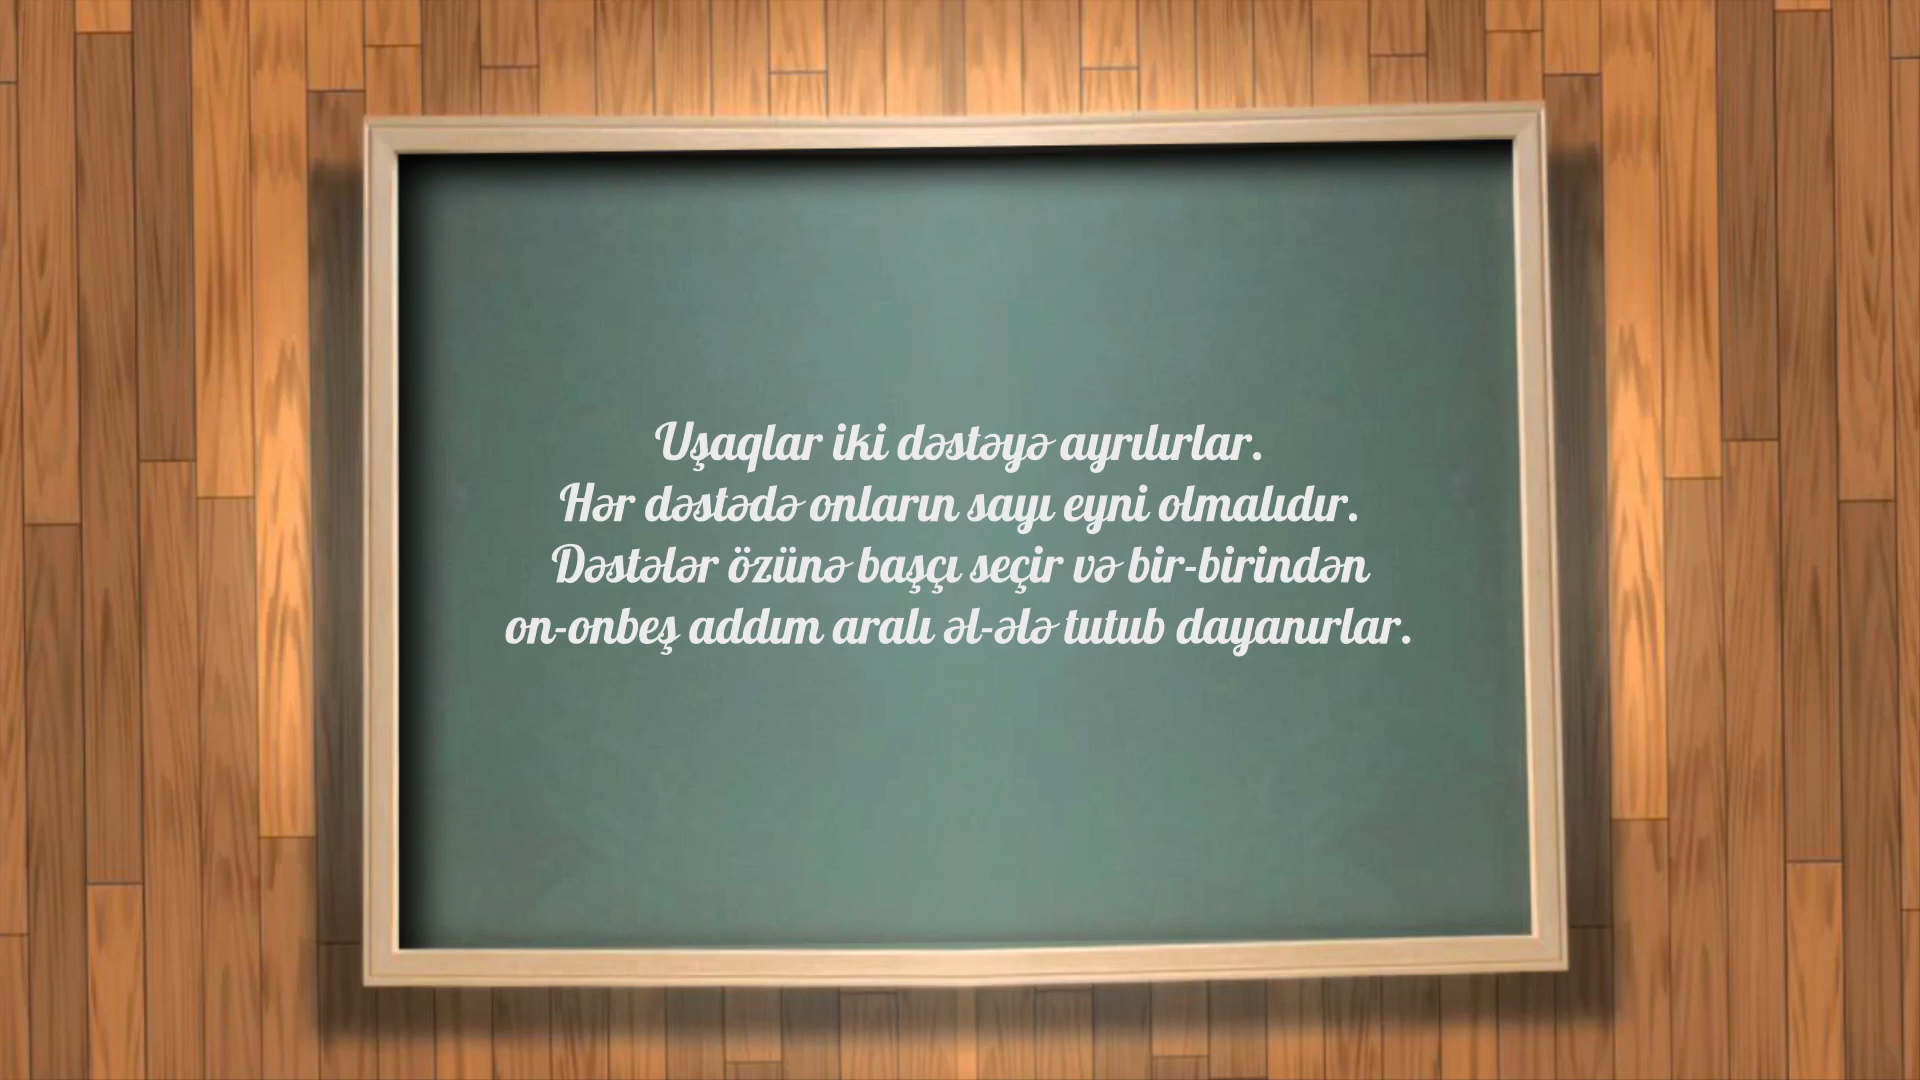 Uşaqlar iki dəstəyə ayrılırlar.
Hər dəstədə onların sayı eyni olmalıdır.
Dəstələr özünə başçı seçir və bir-birindən
on-onbeş addım aralı əl-ələ tutub dayanırlar.